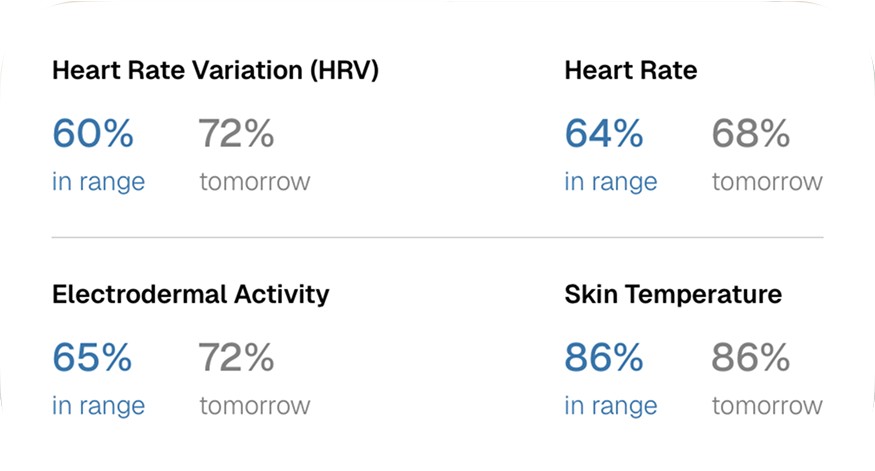 Heart Rate Variation (HRV)
60% 72%
in range tomorrow
Heart Rate
64% 68%
in range tomorrow
Electrodermal Activity
65% 72%
in range tomorrow
Skin Temperature
86% 86%
in range tomorrow